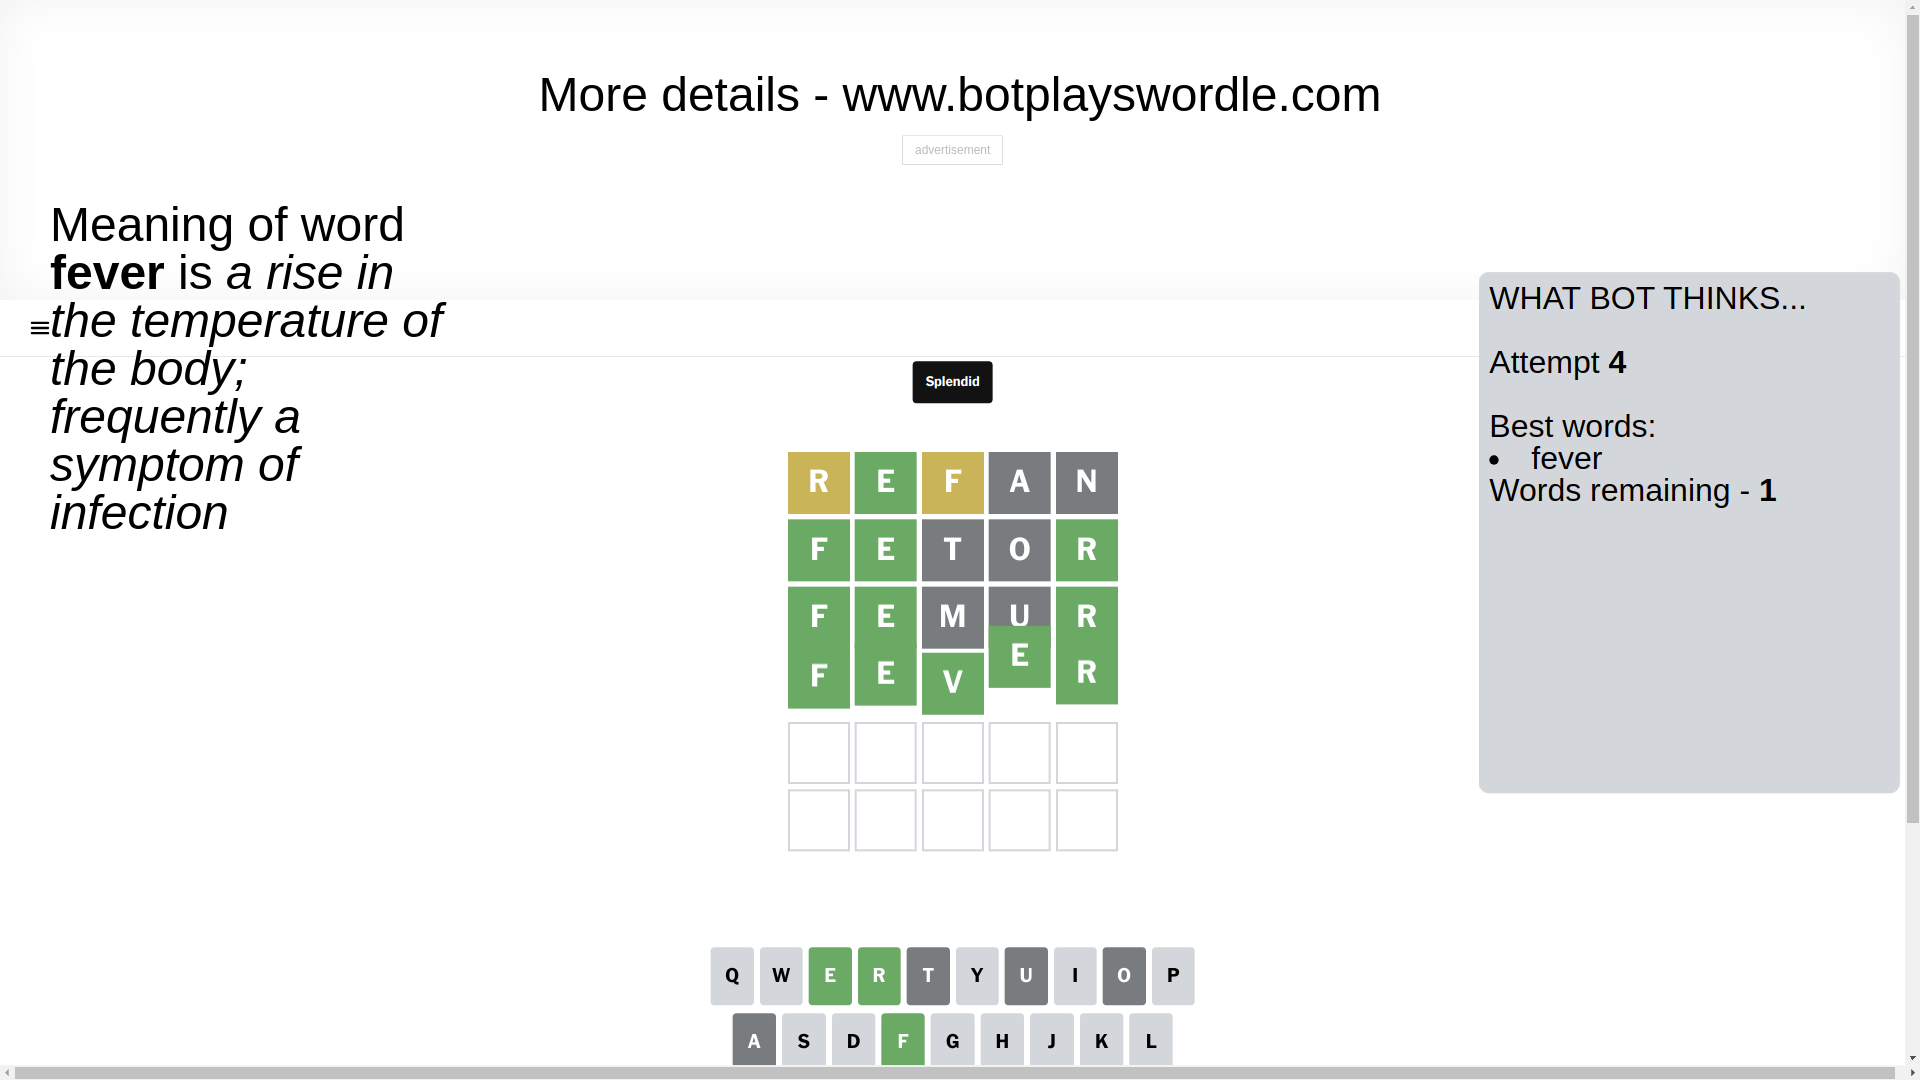 More details - www.botplayswordle.com
advertisement
Meaning of word
fever is a rise in
the temperature of
the body;
frequently a
symptom of
infection
WHAT BOT THINKS...
Attempt 4
Best words:
• fever
Words remaining - 1
Splendid
R E F A N
F E T O R
F E M U R
F E V E R
Q W E R T Y U I O P
A S D F G H J K L